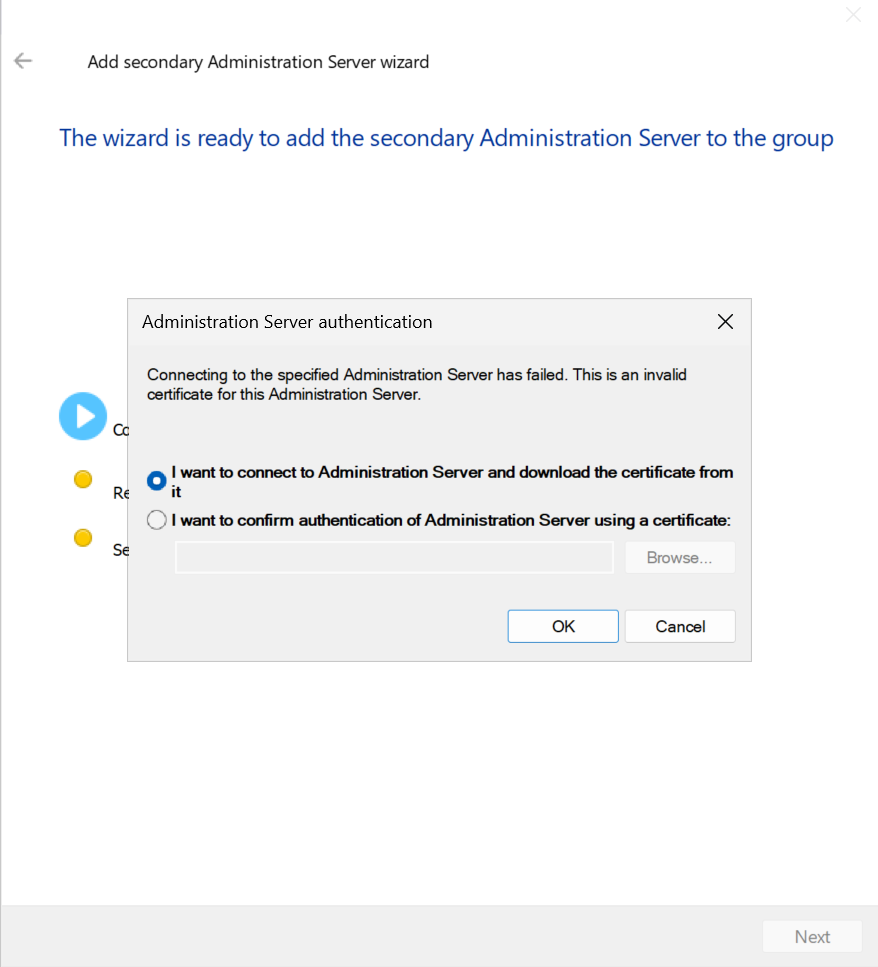 Add secondary Administration Server wizard
The wizard is ready to add the secondary Administration Server to the group
Administration Server authentication
Connecting to the specified Administration Server has failed. This is an invalid
certificate for this Administration Server.
Co
I want to connect to Administration Server and download the certificate from
it
Re
I want to confirm authentication of Administration Server using a certificate:
Se
Browse...
OK Cancel
Next